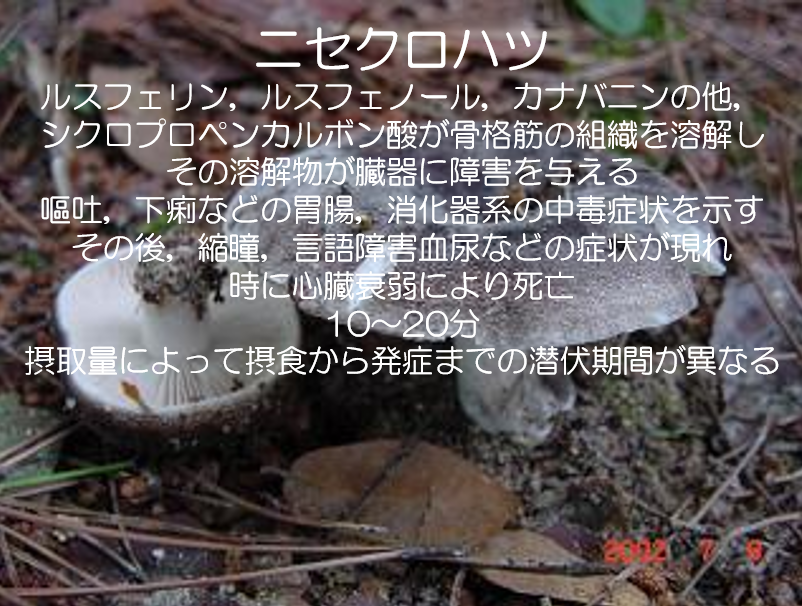 ニセクロハツ
ルスフェリン，ルスフェノール，カナバニンの他，
シクロプロペンカルボン酸が骨格筋の組織を溶解し
その溶解物が臓器に障害を与える
嘔吐，下痢などの胃腸，消化器系の中毒症状を示す
その後，縮瞳，言語障害血尿などの症状が現れ
時に心臓衰弱により死亡
10～20分
摂取量によって摂食から発症までの潜伏期間が異なる